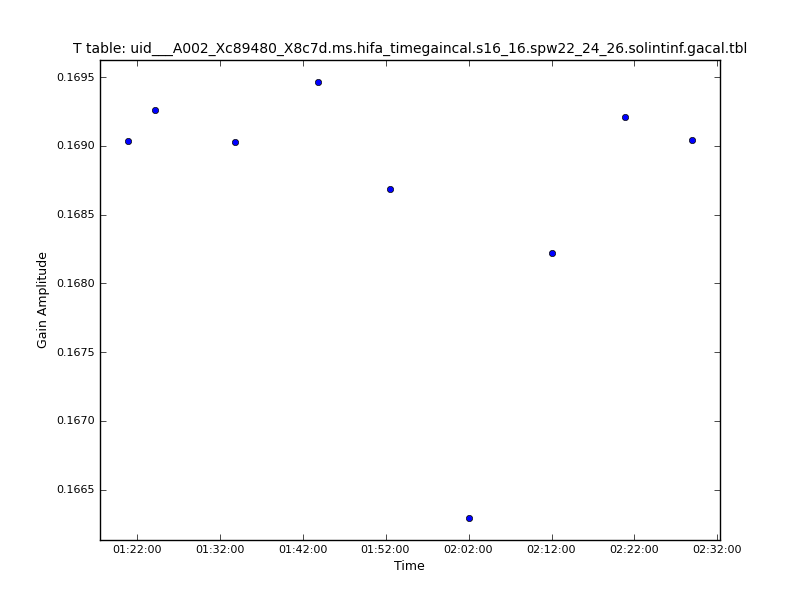 T table: uid___A002_Xc89480_X8c7d.ms.hifa_timegaincal.s16_16.spw22_24_26.solintinf.gacal.tbl
0.1695
0.1690
0.1685
0.1680
0.1675
0.1670
0.1665
Gain Amplitude
01:22:00 01:32:00 01:42:00 01:52:00 02:02:00 02:12:00 02:22:00 02:32:00
Time